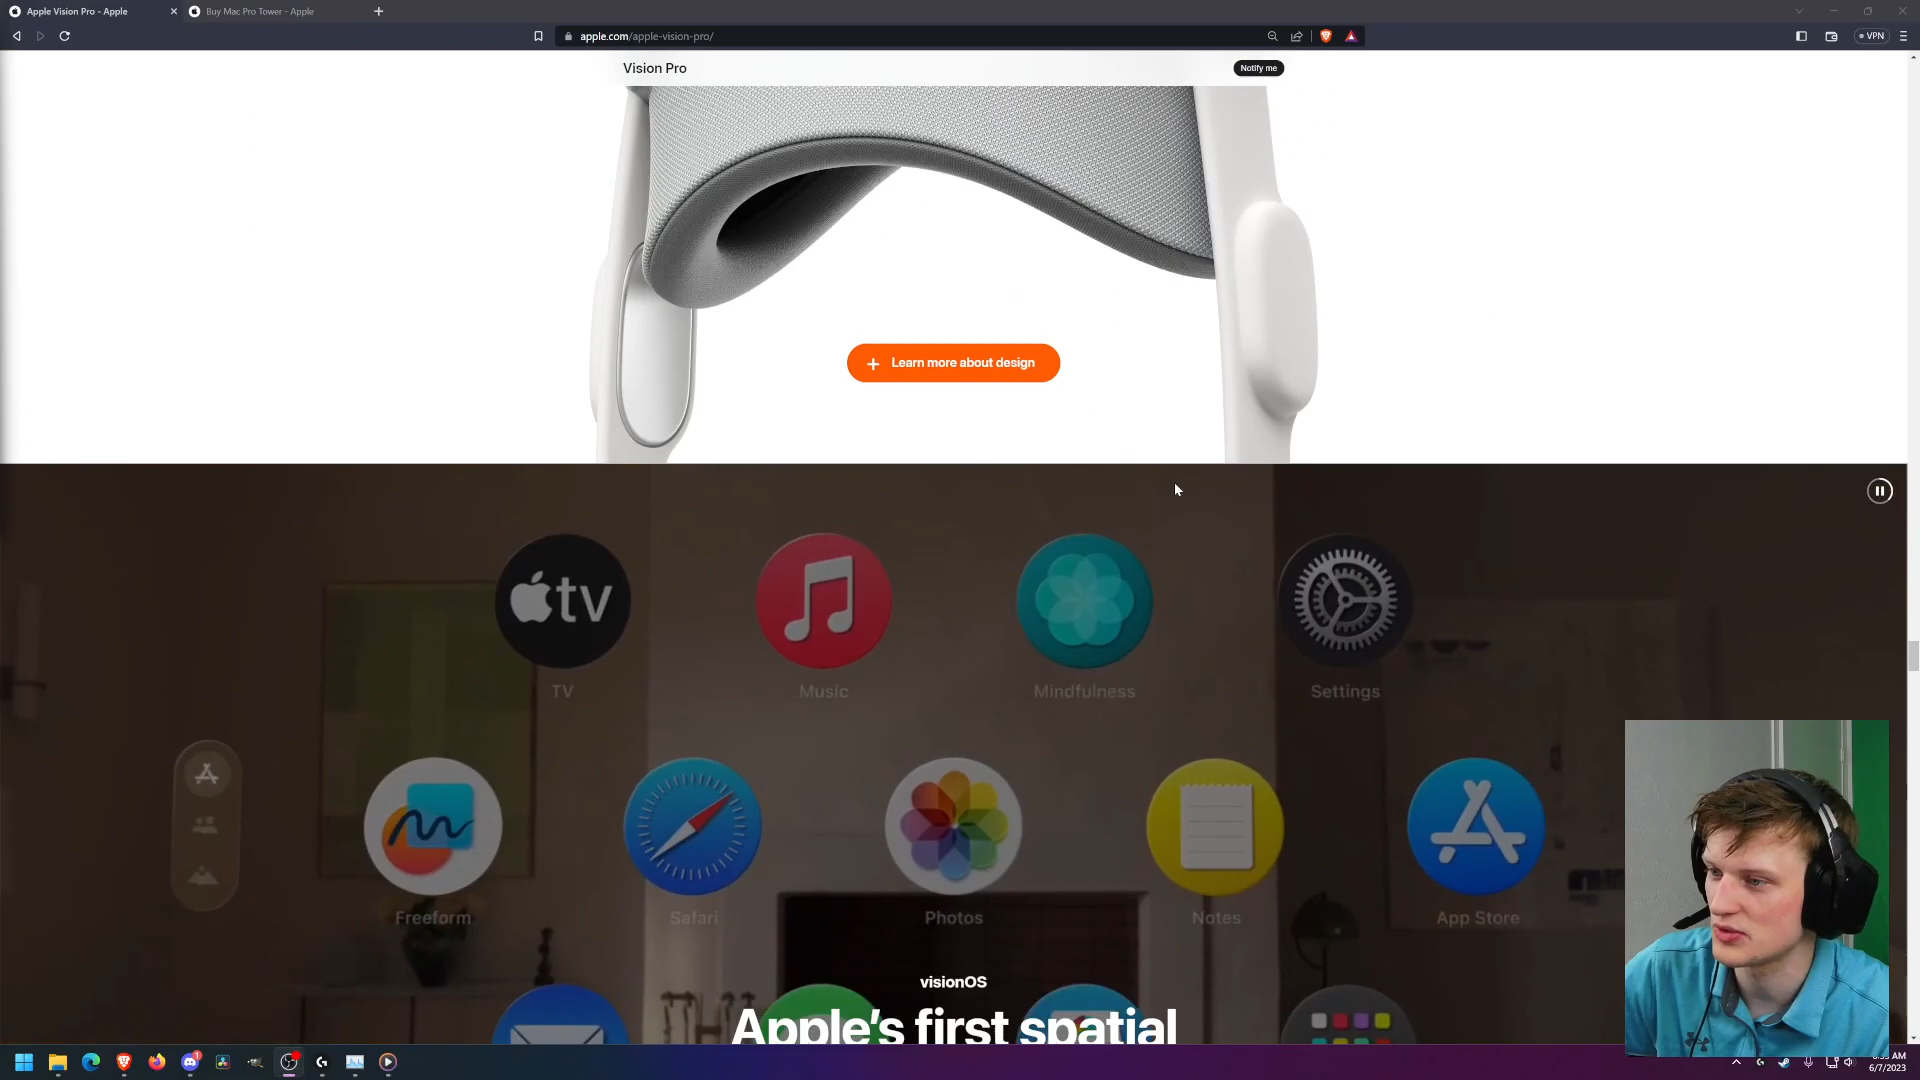 Apple Vision Pro - Apple
Buy Mac Pro Tower - Apple
apple.com/apple-vision-pro/
VPN
Vision Pro
Notify me
Learn more about design
tv
TV
Music
Mindfulness
Settings
Freeform
Safari
Photos
Notes
App Store
visionOS
Apple's first spatial
1
AM
6/7/2023